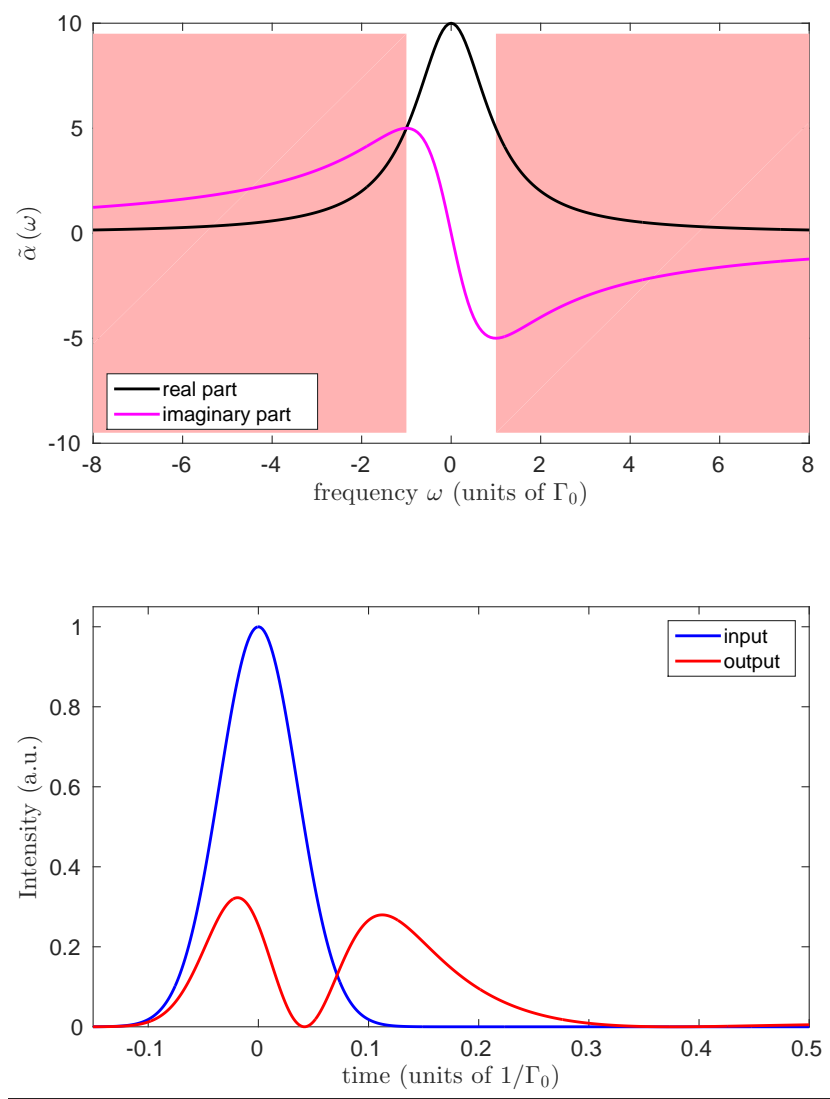 10
5
0
-5
-10
α̃(ω)
real part
imaginary part
-8 -6 -4 -2 0 2 4 6 8
frequency ω (units of Γ₀)
1
0.8
0.6
0.4
0.2
0
Intensity (a.u.)
input
output
-0.1 0 0.1 0.2 0.3 0.4 0.5
time (units of 1/Γ₀)